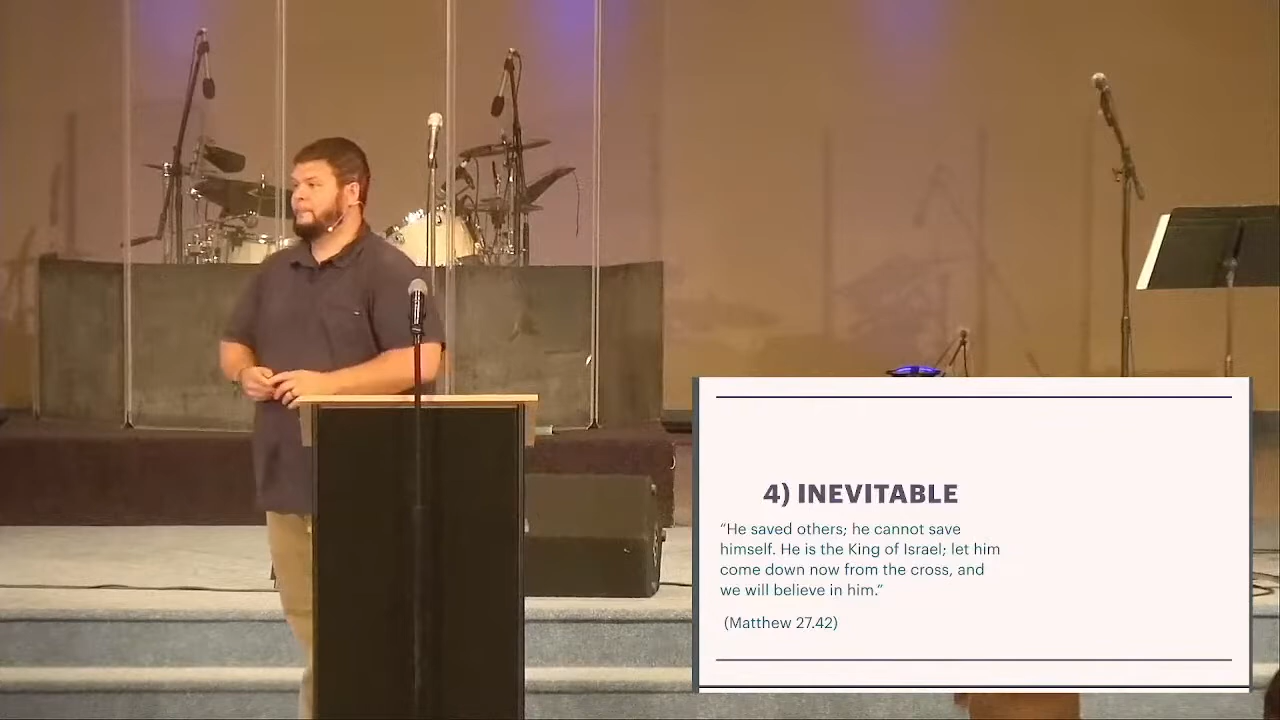 4) INEVITABLE
“He saved others; he cannot save
himself. He is the King of Israel; let him
come down now from the cross, and
we will believe in him.”
(Matthew 27.42)